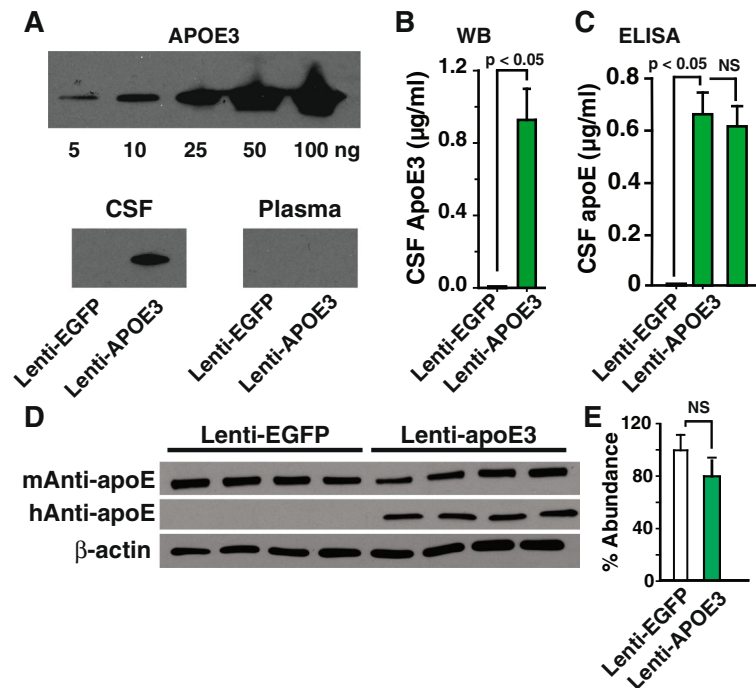 A
APOE3
5 10 25 50 100 ng
CSF
Plasma
Lenti-EGFP
Lenti-APOE3
Lenti-EGFP
Lenti-APOE3
B
WB
p < 0.05
CSF ApoE3 (µg/ml)
1.2
0.8
0.4
0.0
Lenti-EGFP
Lenti-APOE3
C
ELISA
p < 0.05
NS
CSF apoE (µg/ml)
0.8
0.6
0.4
0.2
0
Lenti-EGFP
Lenti-APOE3
D
Lenti-EGFP
Lenti-apoE3
mAnti-apoE
hAnti-apoE
β-actin
E
NS
% Abundance
120
80
40
0
Lenti-EGFP
Lenti-APOE3